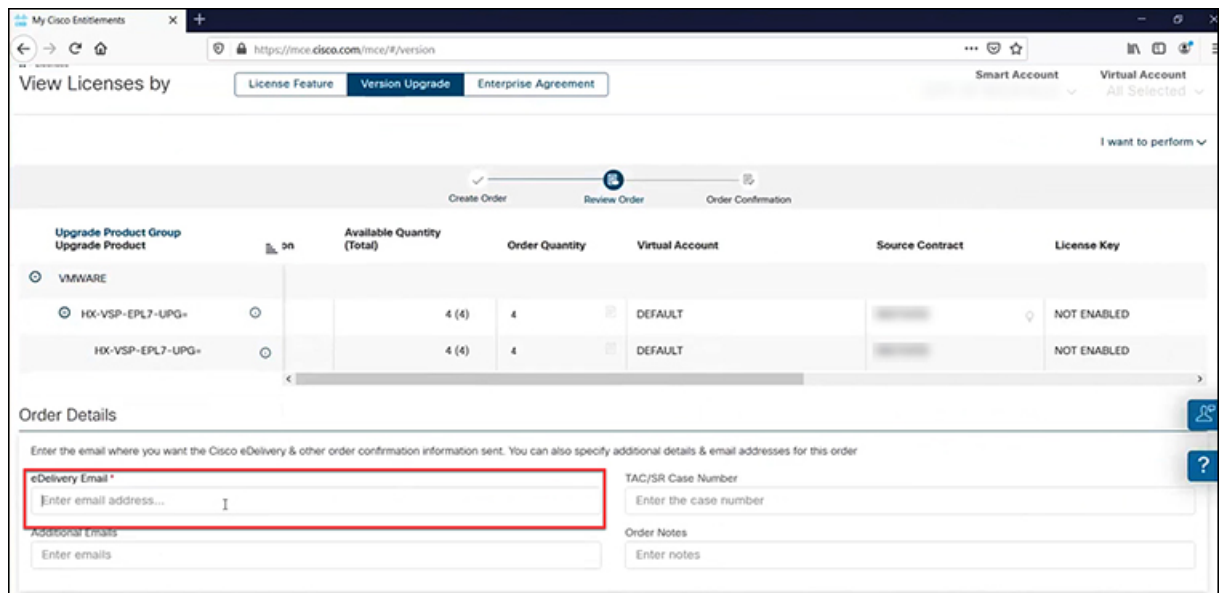 My Cisco Entitlements
https://mce.cisco.com/mce/#/version
View Licenses by
License Feature
Version Upgrade
Enterprise Agreement
Smart Account
Virtual Account
All Selected
I want to perform
Create Order
Review Order
Order Confirmation
Upgrade Product Group
Upgrade Product
on
Available Quantity
(Total)
Order Quantity
Virtual Account
Source Contract
License Key
VMWARE
HX-VSP-EPL7-UPG= 4 (4) 4 DEFAULT NOT ENABLED
HX-VSP-EPL7-UPG= 4 (4) 4 DEFAULT NOT ENABLED
Order Details
Enter the email where you want the Cisco eDelivery & other order confirmation information sent. You can also specify additional details & email addresses for this order
eDelivery Email *
Enter email address...
TAC/SR Case Number
Enter the case number
Additional Emails
Enter emails
Order Notes
Enter notes
?